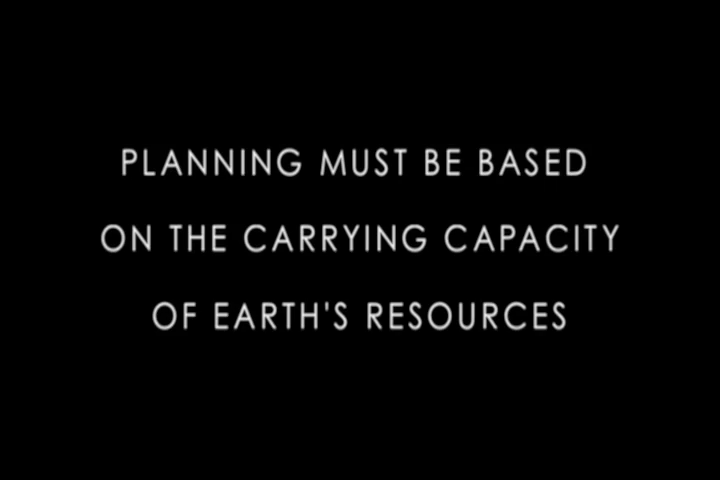 PLANNING MUST BE BASED
ON THE CARRYING CAPACITY
OF EARTH'S RESOURCES